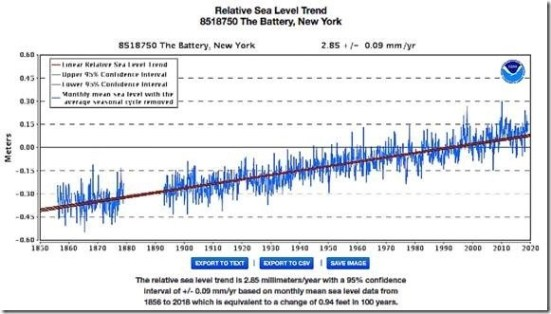 Relative Sea Level Trend
8518750 The Battery, New York
8518750 The Battery, New York 2.85 +/- 0.09 mm/yr
Linear Relative Sea Level Trend
Upper 95% Confidence Interval
Lower 95% Confidence Interval
Monthly mean sea level with the
average seasonal cycle removed
0.60
0.45
0.30
0.15
0.00
-0.15
-0.30
-0.45
-0.60
Meters
1850 1860 1870 1880 1890 1900 1910 1920 1930 1940 1950 1960 1970 1980 1990 2000 2010 2020
EXPORT TO TEXT | EXPORT TO CSV | SAVE IMAGE
The relative sea level trend is 2.85 millimeters/year with a 95% confidence
interval of +/- 0.09 mm/yr based on monthly mean sea level data from
1856 to 2018 which is equivalent to a change of 0.94 feet in 100 years.